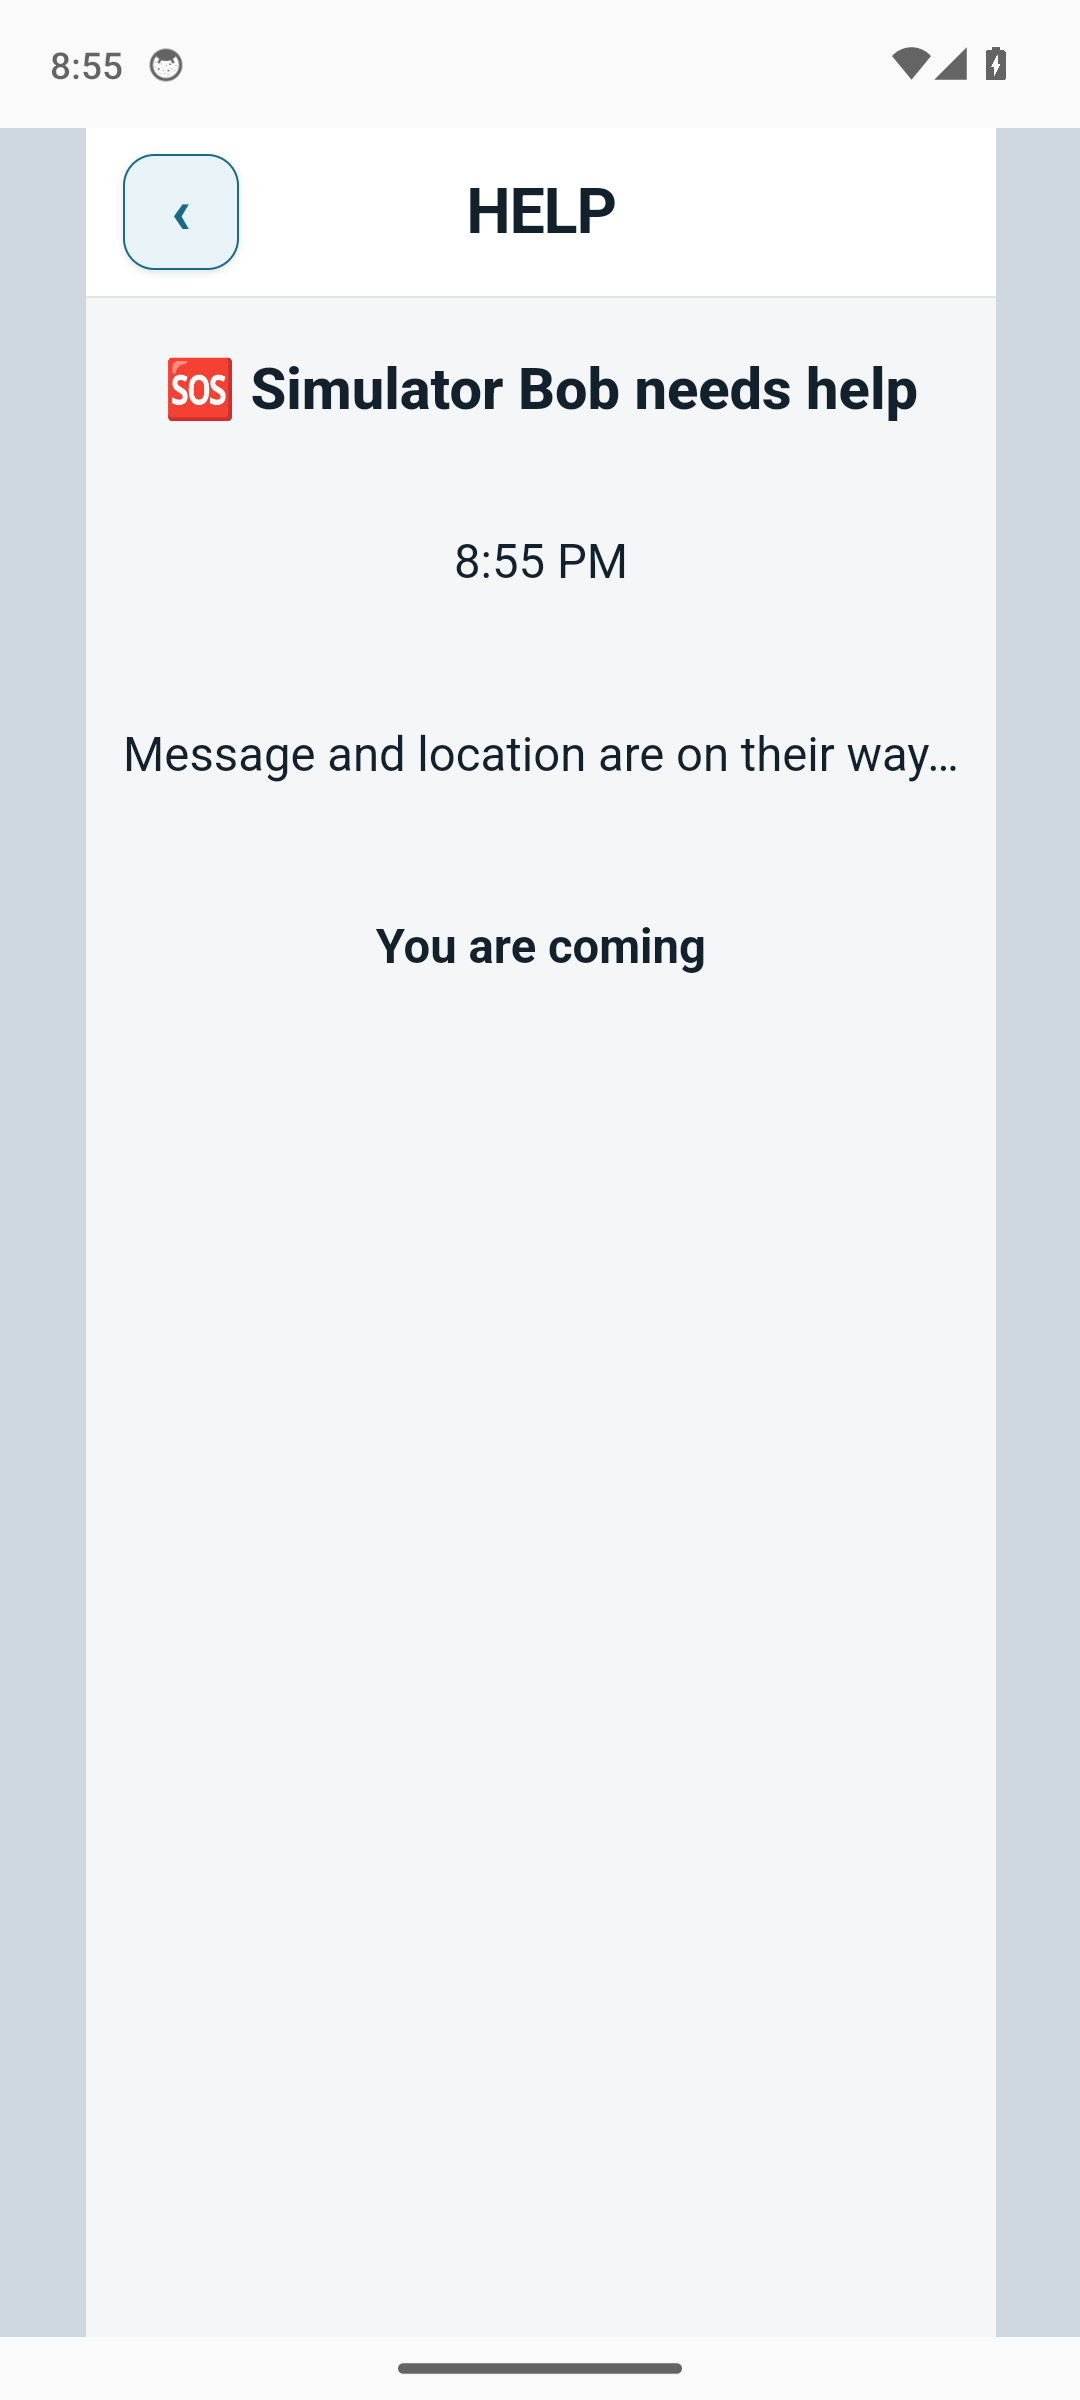 8:55
‹
HELP
🆘 Simulator Bob needs help
8:55 PM
Message and location are on their way…
You are coming